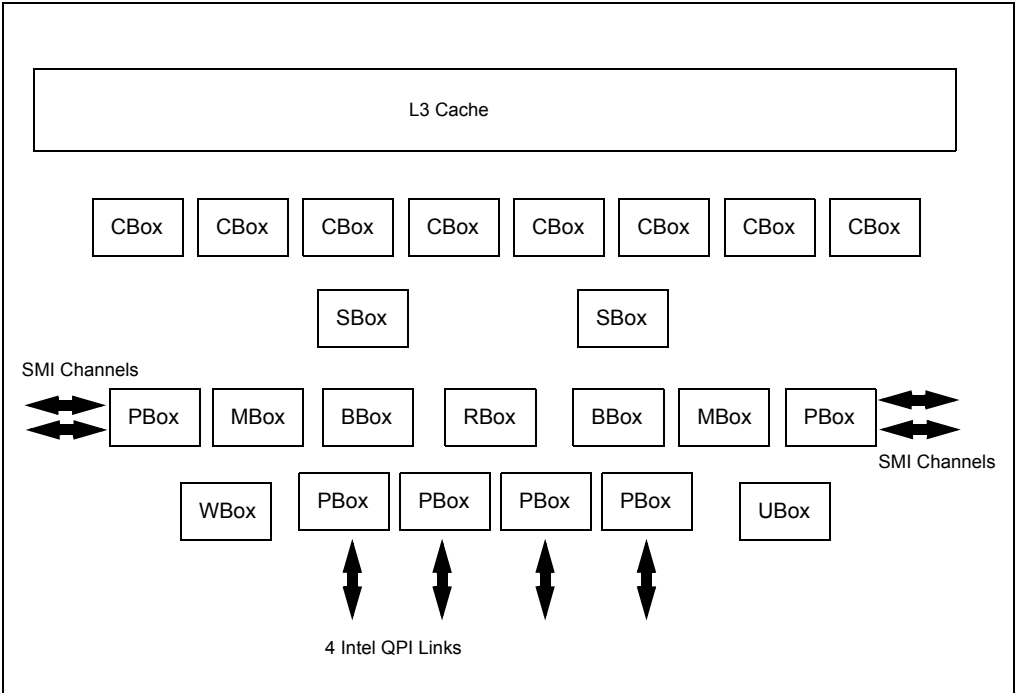 L3 Cache
CBox CBox CBox CBox CBox CBox CBox CBox
SBox SBox
SMI Channels
PBox MBox BBox RBox BBox MBox PBox
SMI Channels
WBox PBox PBox PBox PBox UBox
4 Intel QPI Links